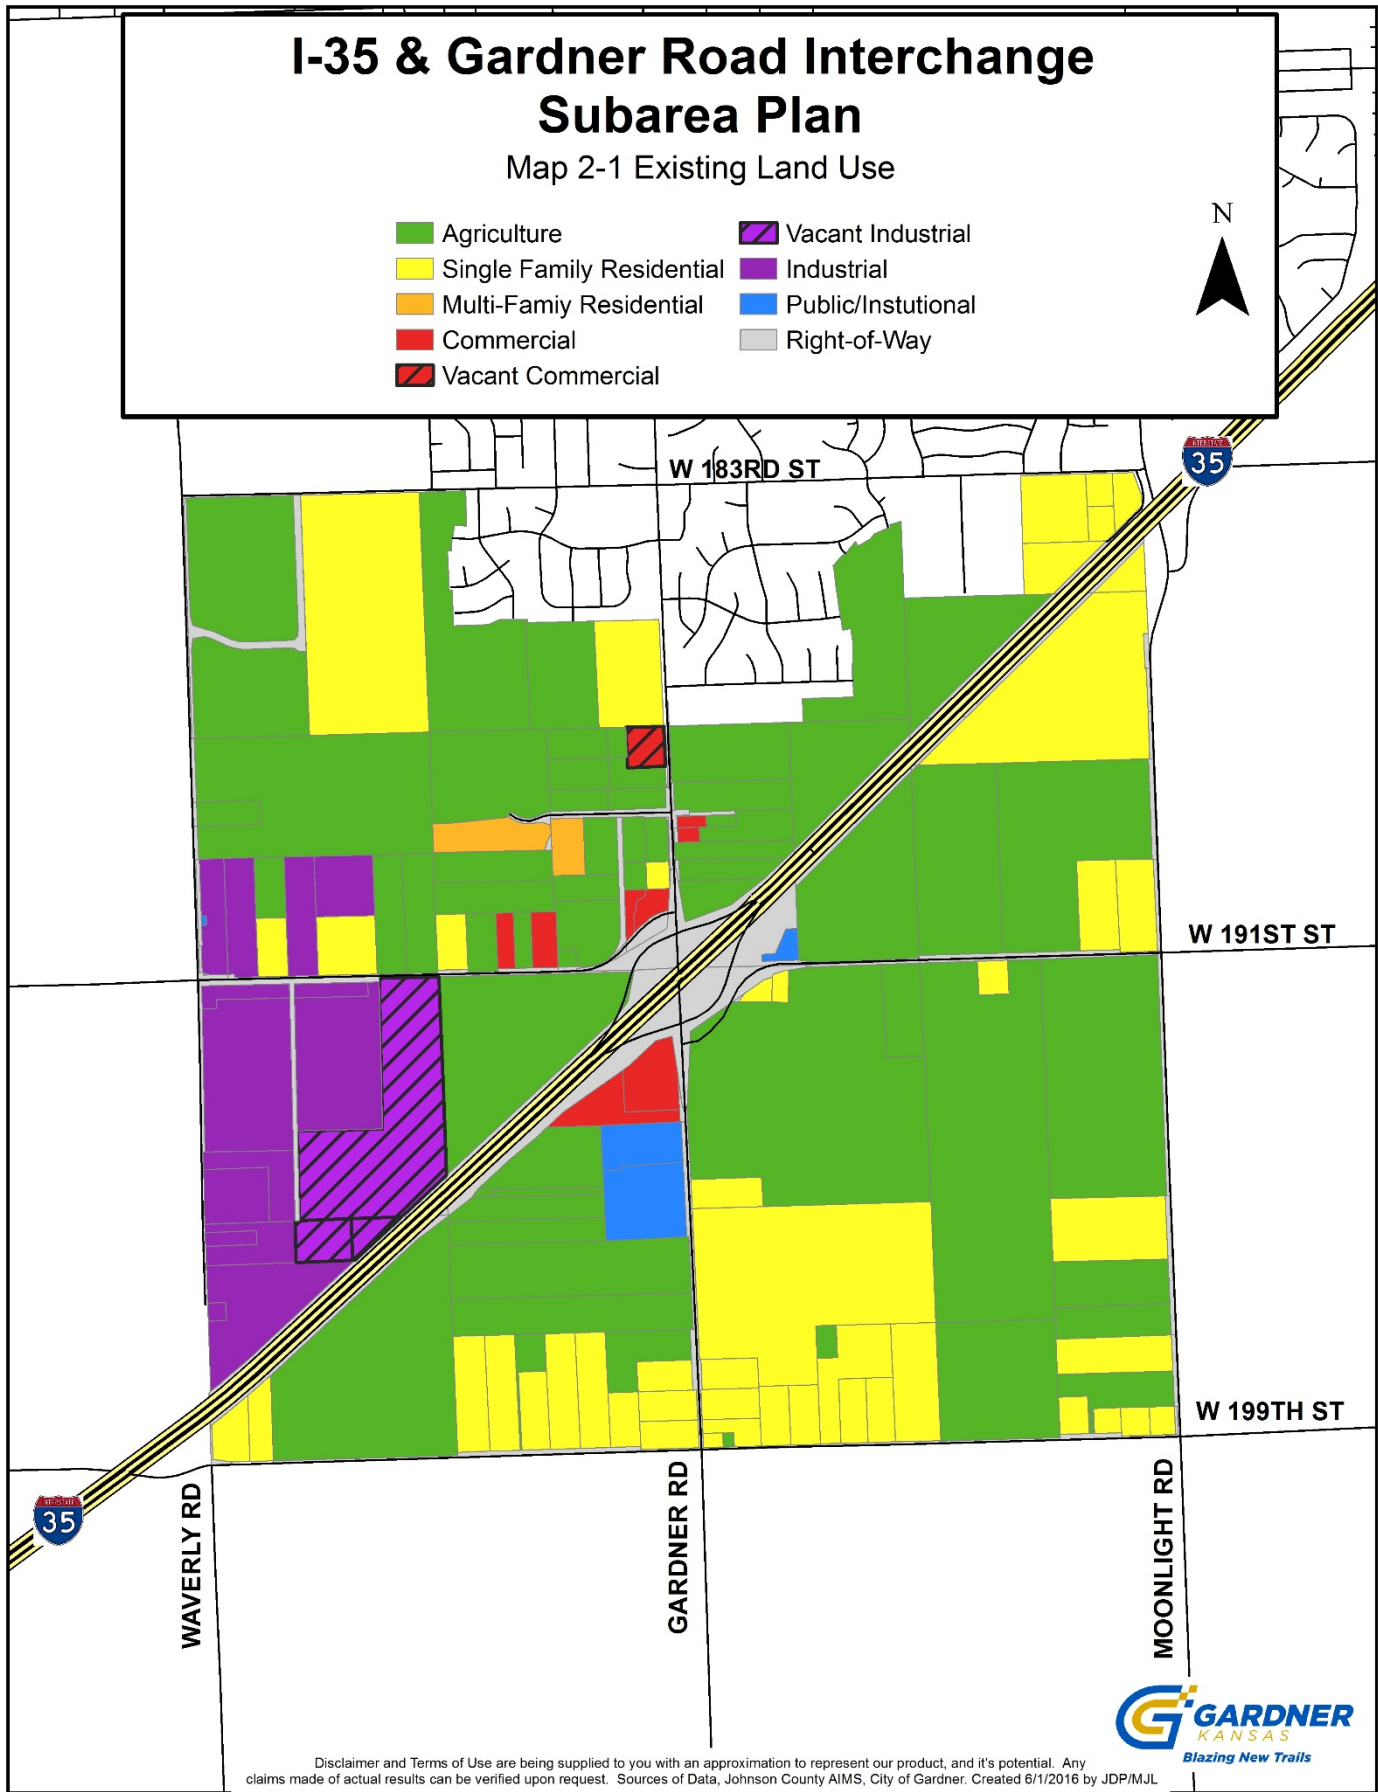 I-35 & Gardner Road Interchange
Subarea Plan
Map 2-1 Existing Land Use
N
Agriculture
Single Family Residential
Multi-Famiy Residential
Commercial
Vacant Commercial
Vacant Industrial
Industrial
Public/Instutional
Right-of-Way
W 183RD ST
INTERSTATE
35
W 191ST ST
W 199TH ST
INTERSTATE
35
WAVERLY RD
GARDNER RD
MOONLIGHT RD
G GARDNER
KANSAS
Blazing New Trails
Disclaimer and Terms of Use are being supplied to you with an approximation to represent our product, and it's potential. Any
claims made of actual results can be verified upon request. Sources of Data, Johnson County AIMS, City of Gardner. Created 6/1/2016 by JDP/MJL